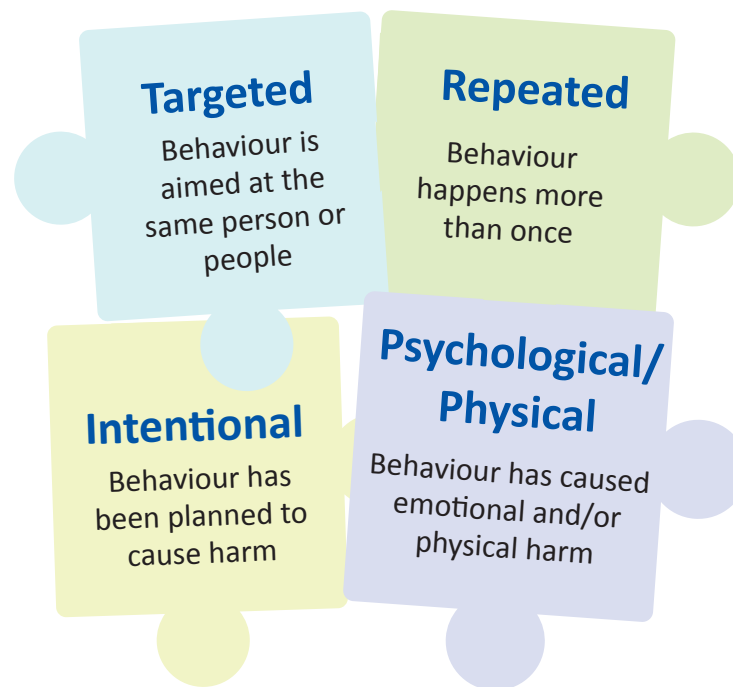 Targeted
Behaviour is
aimed at the
same person or
people
Repeated
Behaviour
happens more
than once
Intentional
Behaviour has
been planned to
cause harm
Psychological/
Physical
Behaviour has caused
emotional and/or
physical harm